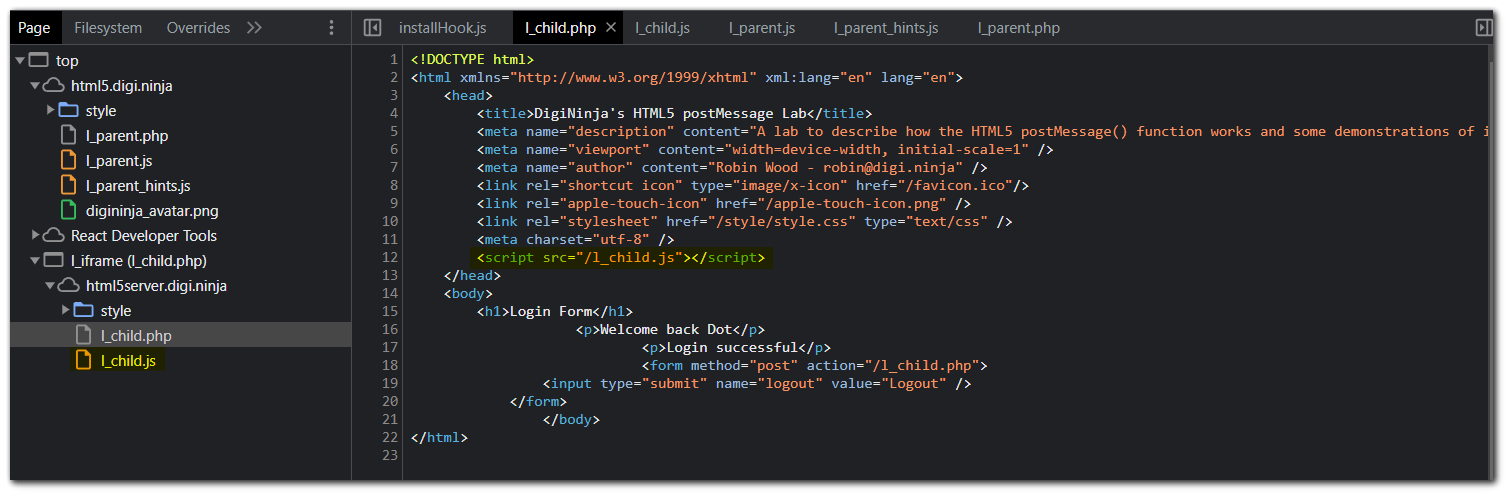 Page Filesystem Overrides
installHook.js l_child.php l_child.js l_parent.js l_parent_hints.js l_parent.php
top
html5.digi.ninja
style
l_parent.php
l_parent.js
l_parent_hints.js
digininja_avatar.png
React Developer Tools
l_iframe (l_child.php)
html5server.digi.ninja
style
l_child.php
l_child.js
1 <!DOCTYPE html>
2 <html xmlns="http://www.w3.org/1999/xhtml" xml:lang="en" lang="en">
3 <head>
4 <title>DigiNinja's HTML5 postMessage Lab</title>
5 <meta name="description" content="A lab to describe how the HTML5 postMessage() function works and some demonstrations of i
6 <meta name="viewport" content="width=device-width, initial-scale=1" />
7 <meta name="author" content="Robin Wood - robin@digi.ninja" />
8 <link rel="shortcut icon" type="image/x-icon" href="/favicon.ico"/>
9 <link rel="apple-touch-icon" href="/apple-touch-icon.png" />
10 <link rel="stylesheet" href="/style/style.css" type="text/css" />
11 <meta charset="utf-8" />
12 <script src="/l_child.js"></script>
13 </head>
14 <body>
15 <h1>Login Form</h1>
16 <p>Welcome back Dot</p>
17 <p>Login successful</p>
18 <form method="post" action="/l_child.php">
19 <input type="submit" name="logout" value="Logout" />
20 </form>
21 </body>
22 </html>
23